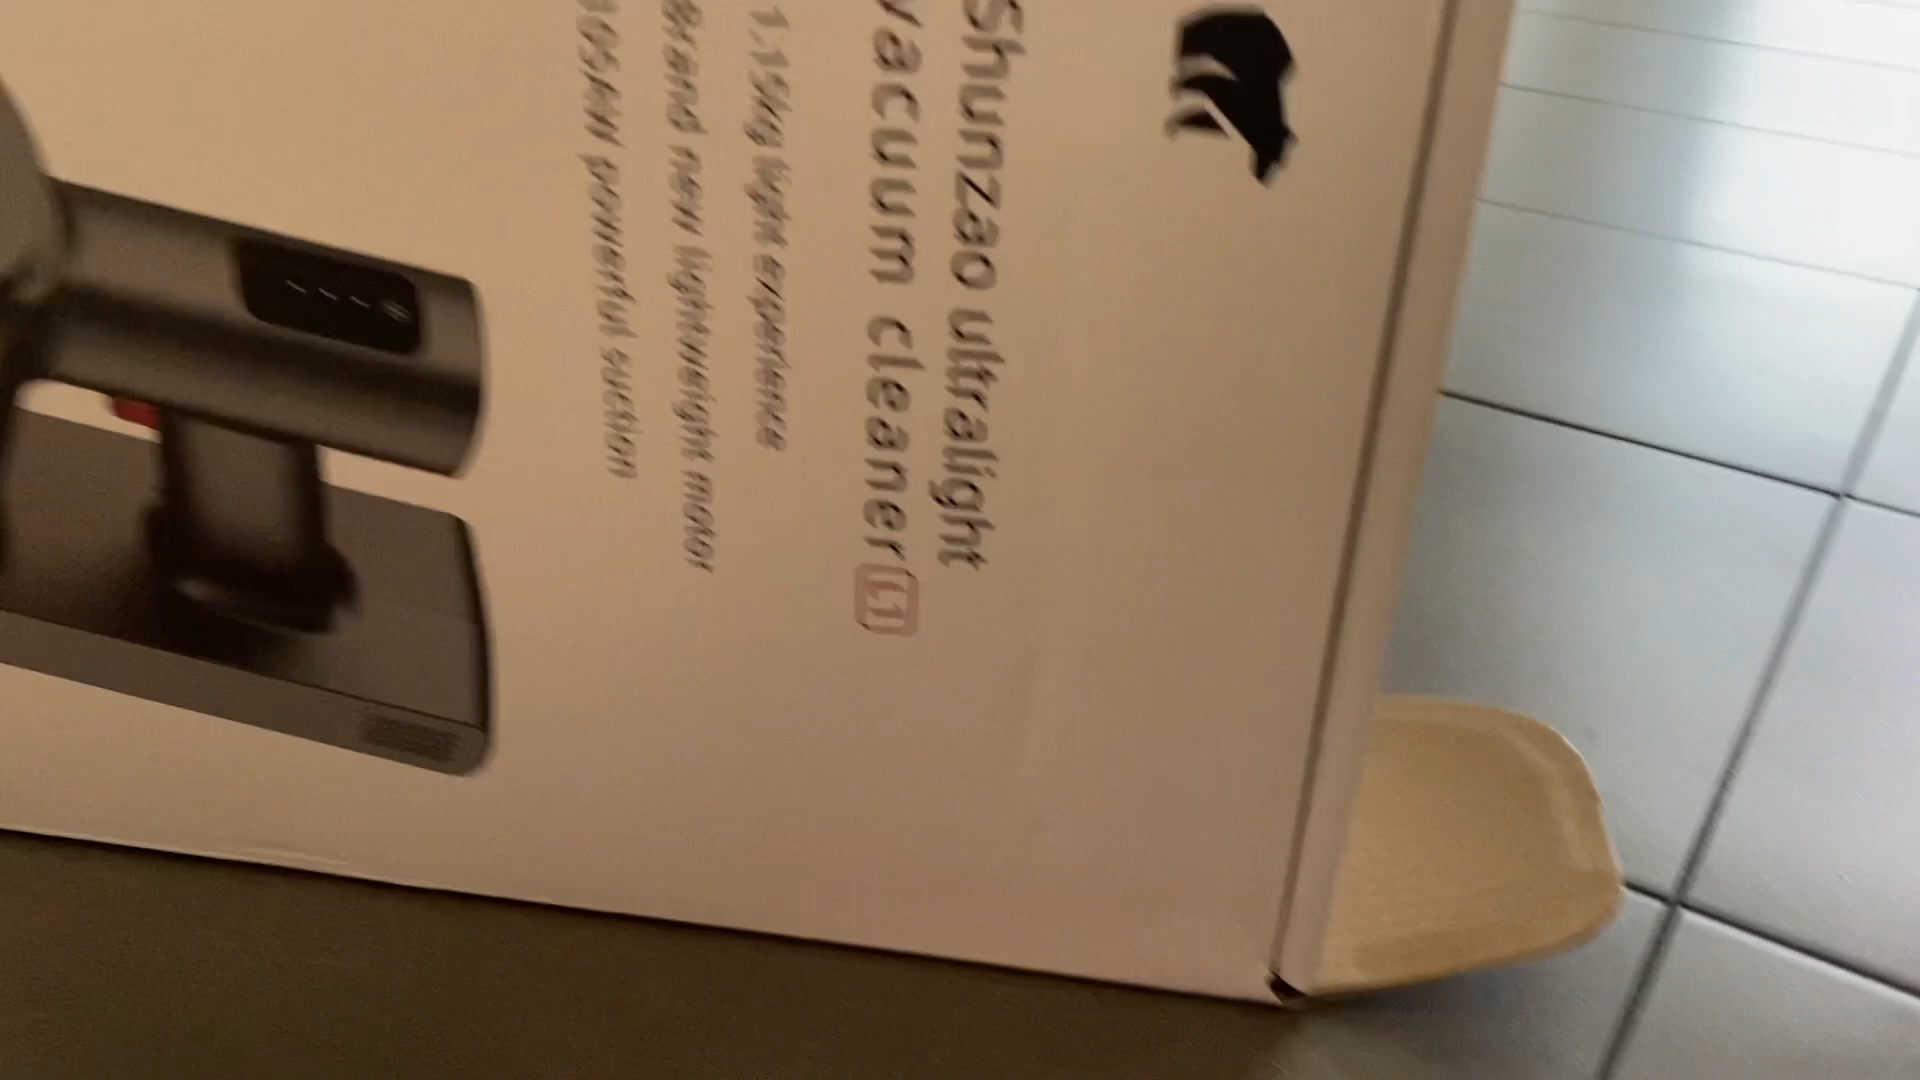 Shunzao ultralight
vacuum cleaner L1
1.15kg light experience
Brand new lightweight motor
powerful suction